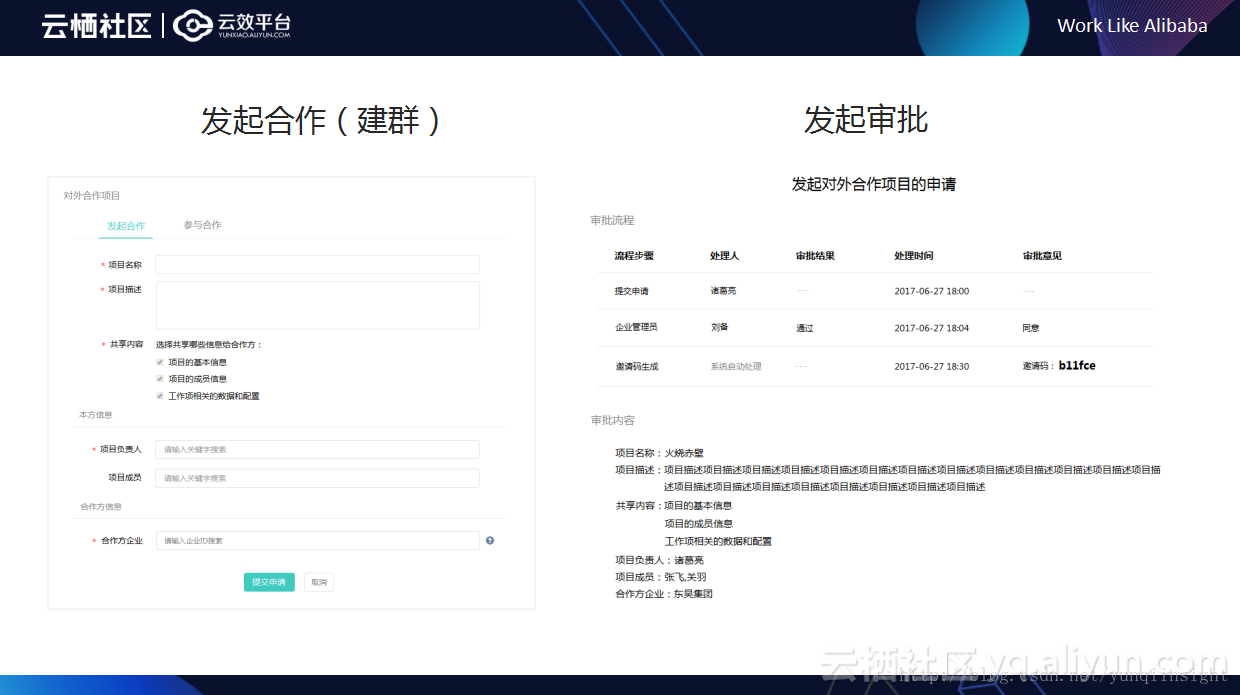 云栖社区 云效平台
YUNXIAO.ALIYUN.COM
Work Like Alibaba
发起合作（建群）
对外合作项目
发起合作 参与合作
* 项目名称
* 项目描述
* 共享内容 选择共享哪些信息给合作方：
项目的基本信息
项目的成员信息
工作项相关的数据和配置
本方信息
* 项目负责人 请输入关键字搜索
项目成员 请输入关键字搜索
合作方信息
* 合作方企业 请输入企业ID搜索 ?
提交申请 取消
发起审批
发起对外合作项目的申请
审批流程
流程步骤 处理人 审批结果 处理时间 审批意见
提交申请 诸葛亮 ---- 2017-06-27 18:00 ----
企业管理员 刘备 通过 2017-06-27 18:04 同意
邀请码生成 系统自动处理 ---- 2017-06-27 18:30 邀请码：b11fce
审批内容
项目名称：火烧赤壁
项目描述：项目描述项目描述项目描述项目描述项目描述项目描述项目描述项目描述项目描述项目描述项目描述项目描述项目描
述项目描述项目描述项目描述项目描述项目描述项目描述项目描述项目描述
共享内容：项目的基本信息
项目的成员信息
工作项相关的数据和配置
项目负责人：诸葛亮
项目成员：张飞,关羽
合作方企业：东吴集团
云栖社区 yq.aliyun.com
http://blog.csdn.net/yunqiinsight